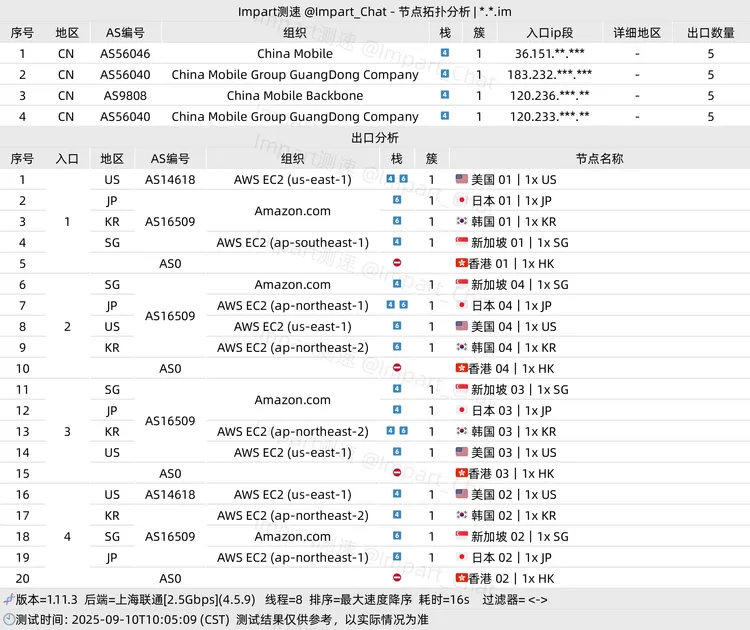 Impart测速 @Impart_Chat - 节点拓扑分析 | *.*.im
序号 地区 AS编号 组织 栈 簇 入口ip段 详细地区 出口数量
1 CN AS56046 China Mobile 4 1 36.151.**.*** - 5
2 CN AS56040 China Mobile Group GuangDong Company 4 1 183.232.***.*** - 5
3 CN AS9808 China Mobile Backbone 4 1 120.236.***.** - 5
4 CN AS56040 China Mobile Group GuangDong Company 4 1 120.233.***.** - 5
出口分析
序号 入口 地区 AS编号 组织 栈 簇 节点名称
1 US AS14618 AWS EC2 (us-east-1) 4 6 1 美国 01 | 1x US
2 JP Amazon.com 6 1 日本 01 | 1x JP
3 1 KR AS16509 6 1 韩国 01 | 1x KR
4 SG AWS EC2 (ap-southeast-1) 4 1 新加坡 01 | 1x SG
5 AS0 香港 01 | 1x HK
6 SG Amazon.com 4 1 新加坡 04 | 1x SG
7 JP AS16509 AWS EC2 (ap-northeast-1) 4 6 1 日本 04 | 1x JP
8 2 US AWS EC2 (us-east-1) 6 1 美国 04 | 1x US
9 KR AWS EC2 (ap-northeast-2) 6 1 韩国 04 | 1x KR
10 AS0 香港 04 | 1x HK
11 SG Amazon.com 4 1 新加坡 03 | 1x SG
12 JP AS16509 4 1 日本 03 | 1x JP
13 3 KR AWS EC2 (ap-northeast-2) 4 6 1 韩国 03 | 1x KR
14 US AWS EC2 (us-east-1) 6 1 美国 03 | 1x US
15 AS0 香港 03 | 1x HK
16 US AS14618 AWS EC2 (us-east-1) 4 1 美国 02 | 1x US
17 KR AWS EC2 (ap-northeast-2) 4 1 韩国 02 | 1x KR
18 4 SG AS16509 Amazon.com 6 1 新加坡 02 | 1x SG
19 JP AWS EC2 (ap-northeast-1) 6 1 日本 02 | 1x JP
20 AS0 香港 02 | 1x HK
版本=1.11.3 后端=上海联通[2.5Gbps](4.5.9) 线程=8 排序=最大速度降序 耗时=16s 过滤器= <->
测试时间: 2025-09-10T10:05:09 (CST) 测试结果仅供参考，以实际情况为准